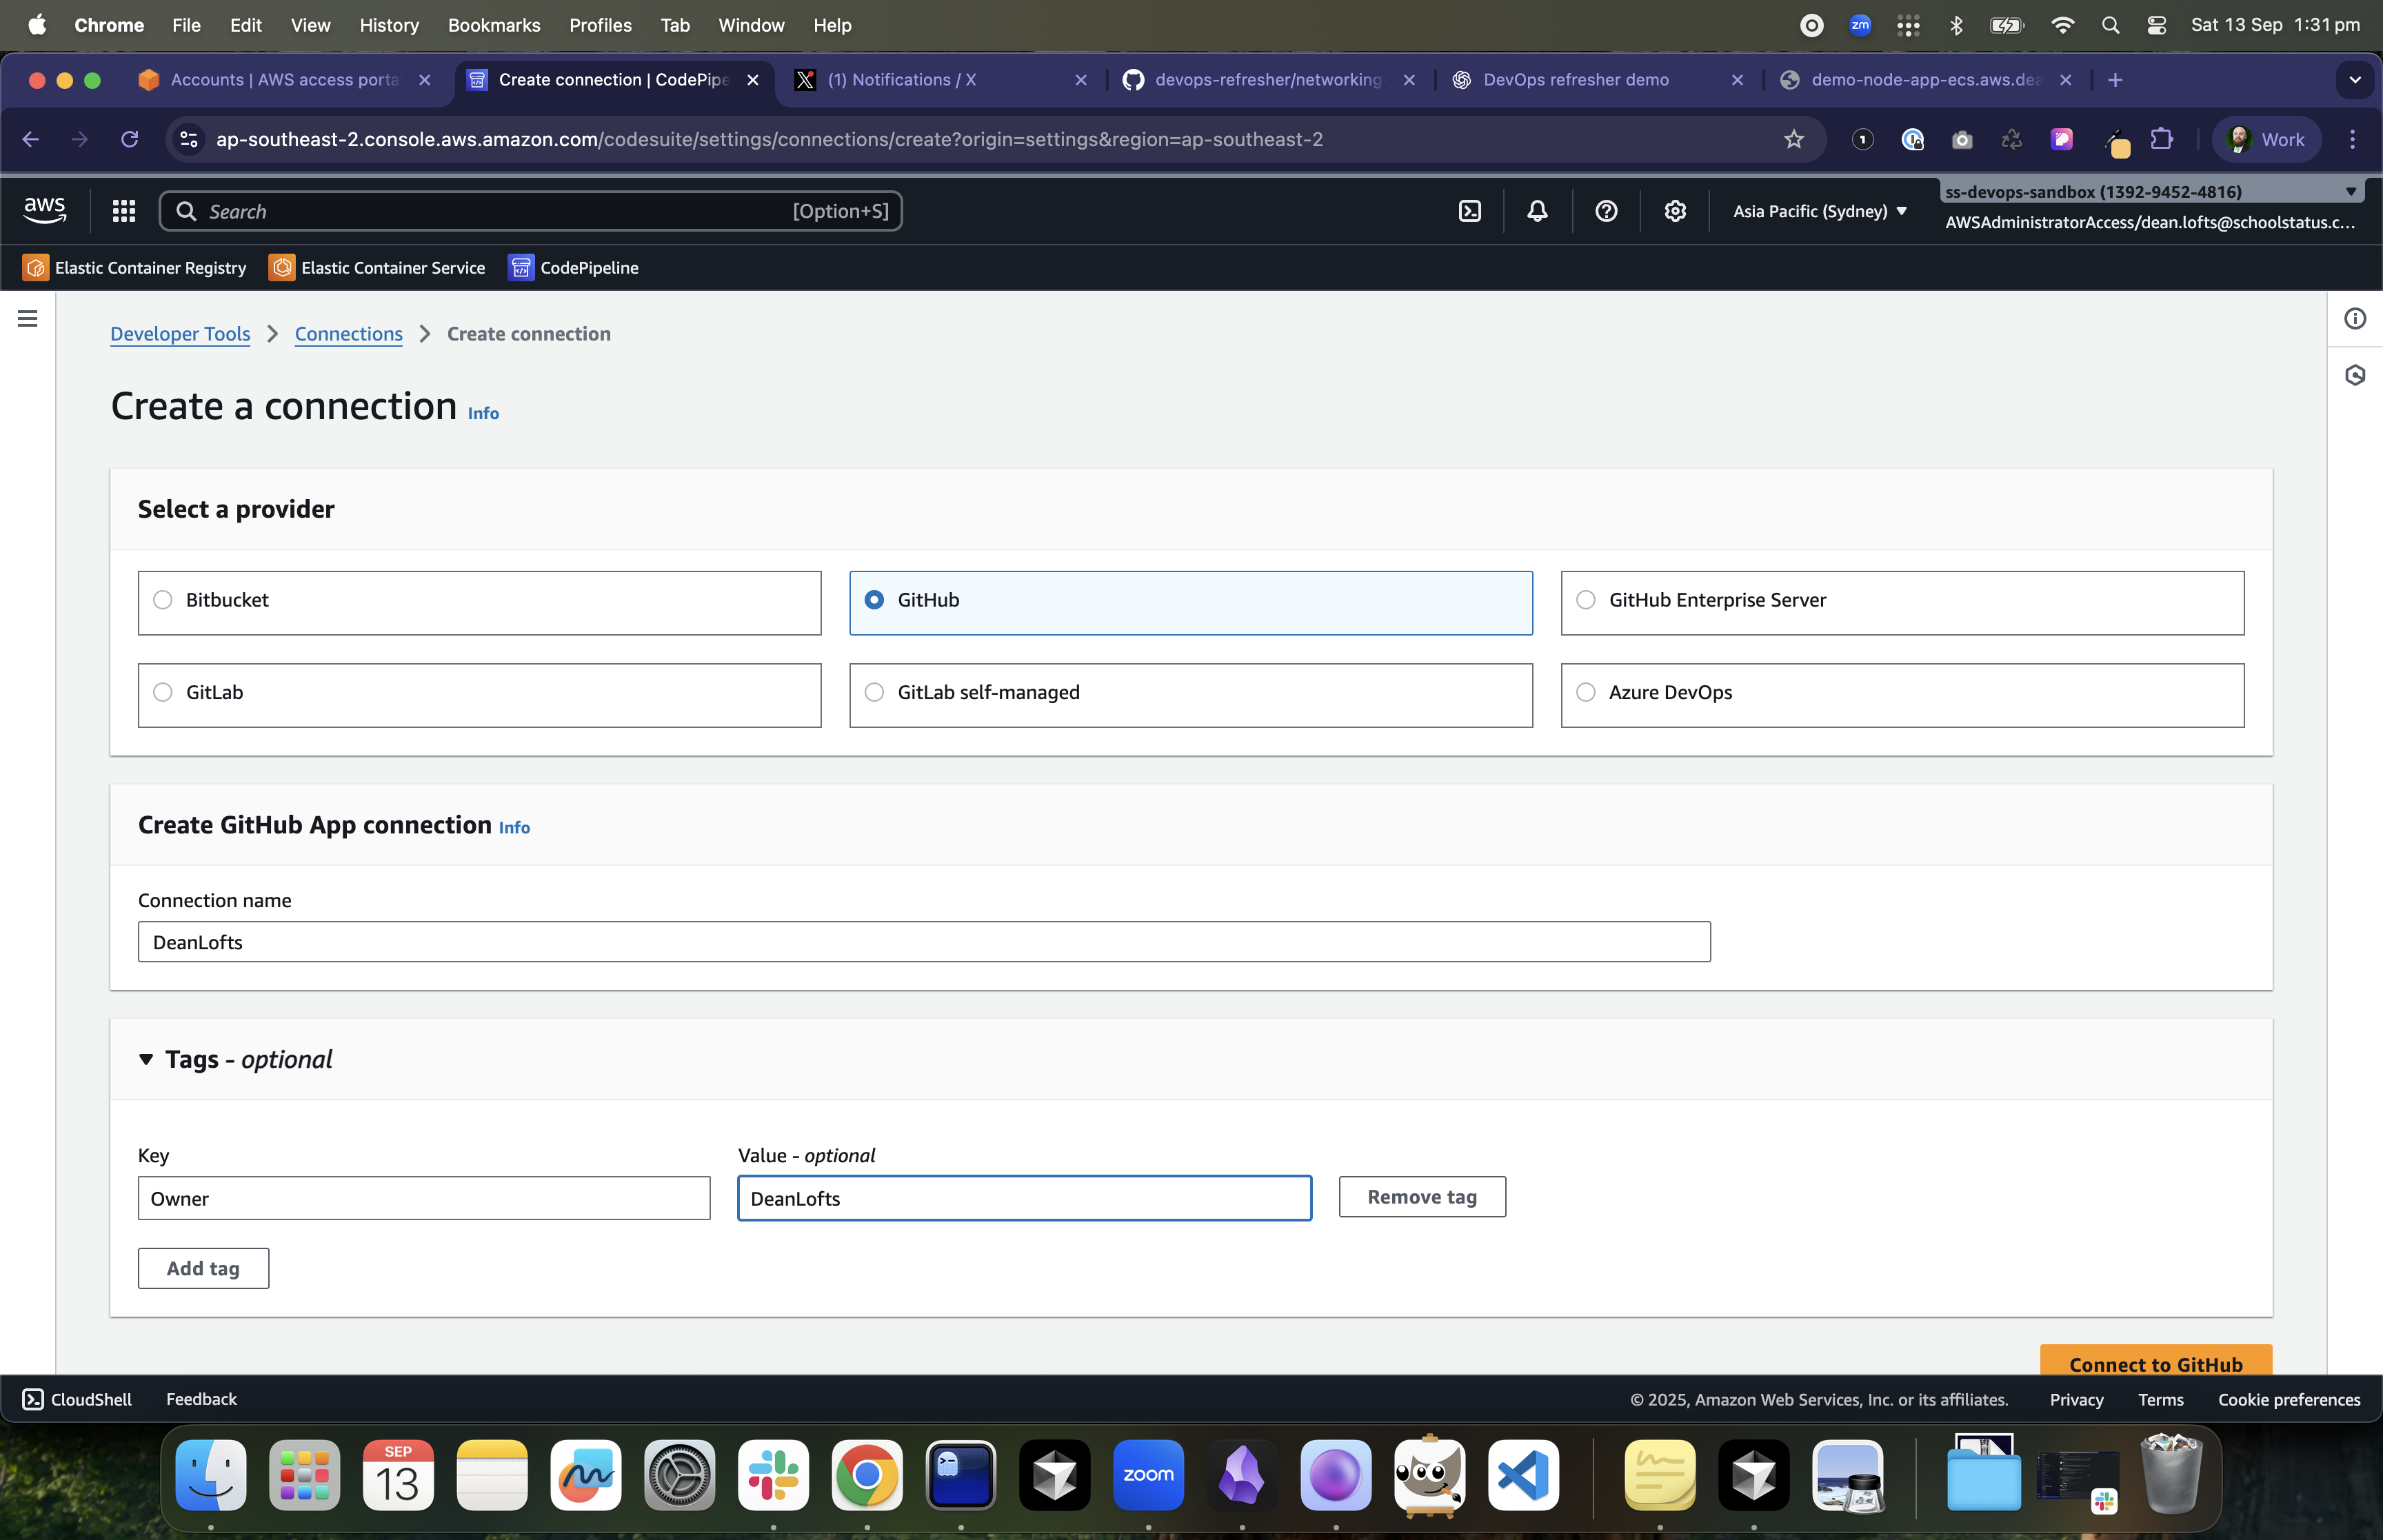 Chrome File Edit View History Bookmarks Profiles Tab Window Help zm Sat 13 Sep 1:31 pm
Accounts | AWS access porta Create connection | CodePipe (1) Notifications / X devops-refresher/networking- DevOps refresher demo demo-node-app-ecs.aws.dea
ap-southeast-2.console.aws.amazon.com/codesuite/settings/connections/create?origin=settings&region=ap-southeast-2 Work
aws Search [Option+S] Asia Pacific (Sydney) ss-devops-sandbox (1392-9452-4816)
AWSAdministratorAccess/dean.lofts@schoolstatus.c...
Elastic Container Registry Elastic Container Service CodePipeline
Developer Tools Connections Create connection
Create a connection Info
Select a provider
Bitbucket GitHub GitHub Enterprise Server
GitLab GitLab self-managed Azure DevOps
Create GitHub App connection Info
Connection name
DeanLofts
Tags - optional
Key Value - optional
Owner DeanLofts Remove tag
Add tag
Connect to GitHub
CloudShell Feedback © 2025, Amazon Web Services, Inc. or its affiliates. Privacy Terms Cookie preferences
SEP
13
zoom